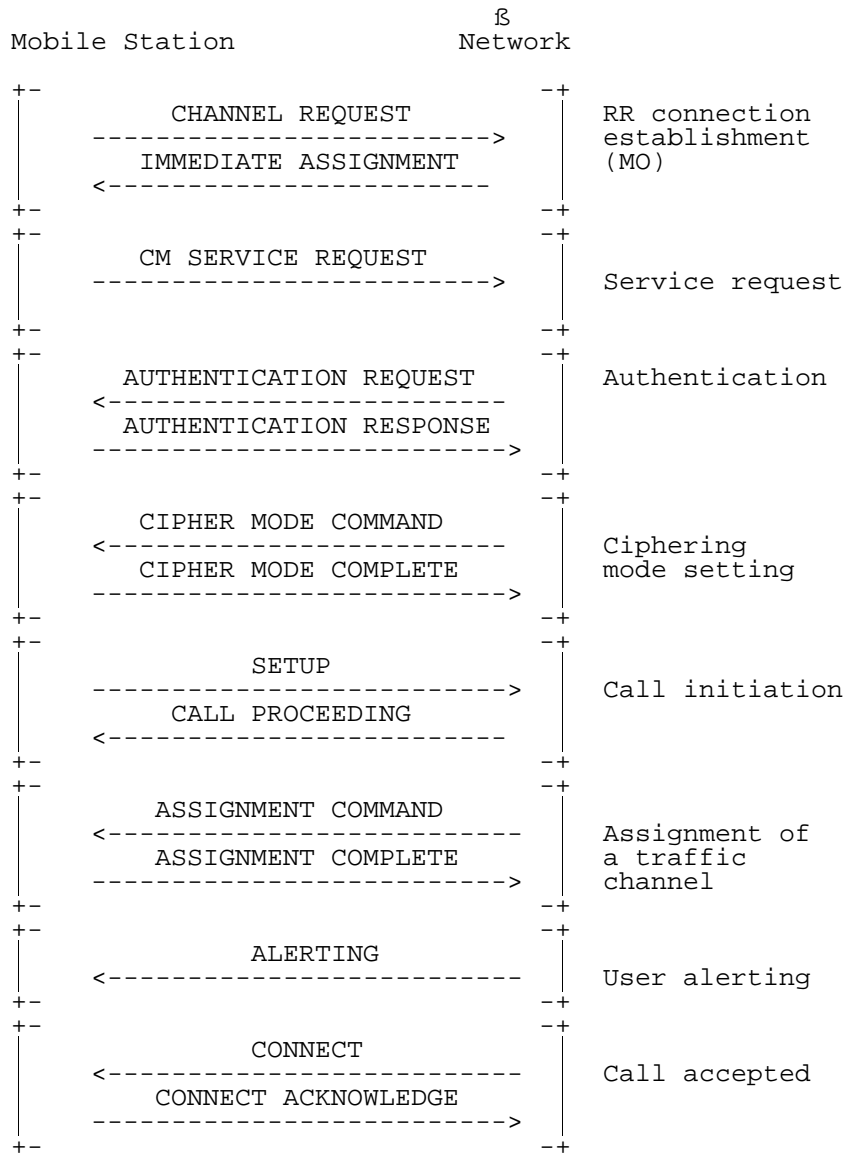 ß
Mobile Station Network
+- -+
CHANNEL REQUEST RR connection
--------------------------> establishment
IMMEDIATE ASSIGNMENT (MO)
<------------------------
+- -+
+- -+
CM SERVICE REQUEST
--------------------------> Service request
+- -+
+- -+
AUTHENTICATION REQUEST Authentication
<-------------------------
AUTHENTICATION RESPONSE
-------------------------->
+- -+
+- -+
CIPHER MODE COMMAND
<------------------------- Ciphering
CIPHER MODE COMPLETE mode setting
-------------------------->
+- -+
+- -+
SETUP
--------------------------> Call initiation
CALL PROCEEDING
<-------------------------
+- -+
+- -+
ASSIGNMENT COMMAND
<-------------------------- Assignment of
ASSIGNMENT COMPLETE a traffic
--------------------------> channel
+- -+
+- -+
ALERTING
<-------------------------- User alerting
+- -+
+- -+
CONNECT
<-------------------------- Call accepted
CONNECT ACKNOWLEDGE
-------------------------->
+- -+